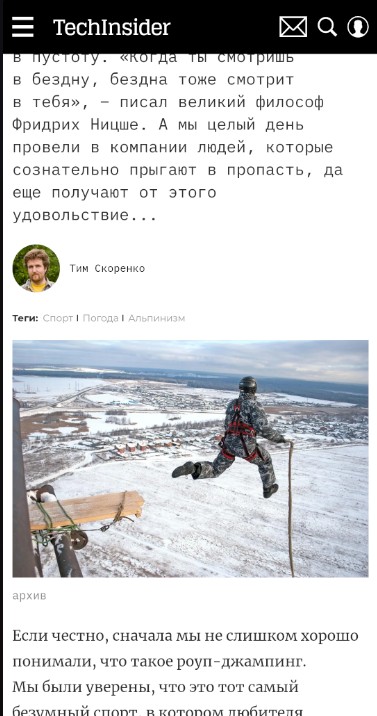 TechInsider
в пустоту. «Когда ты смотришь
в бездну, бездна тоже смотрит
в тебя», – писал великий философ
Фридрих Ницше. А мы целый день
провели в компании людей, которые
сознательно прыгают в пропасть, да
еще получают от этого
удовольствие...
Тим Скоренко
Теги: Спорт I Погода I Альпинизм
архив
Если честно, сначала мы не слишком хорошо
понимали, что такое роуп-джампинг.
Мы были уверены, что это тот самый
безумный спорт, в котором любителя